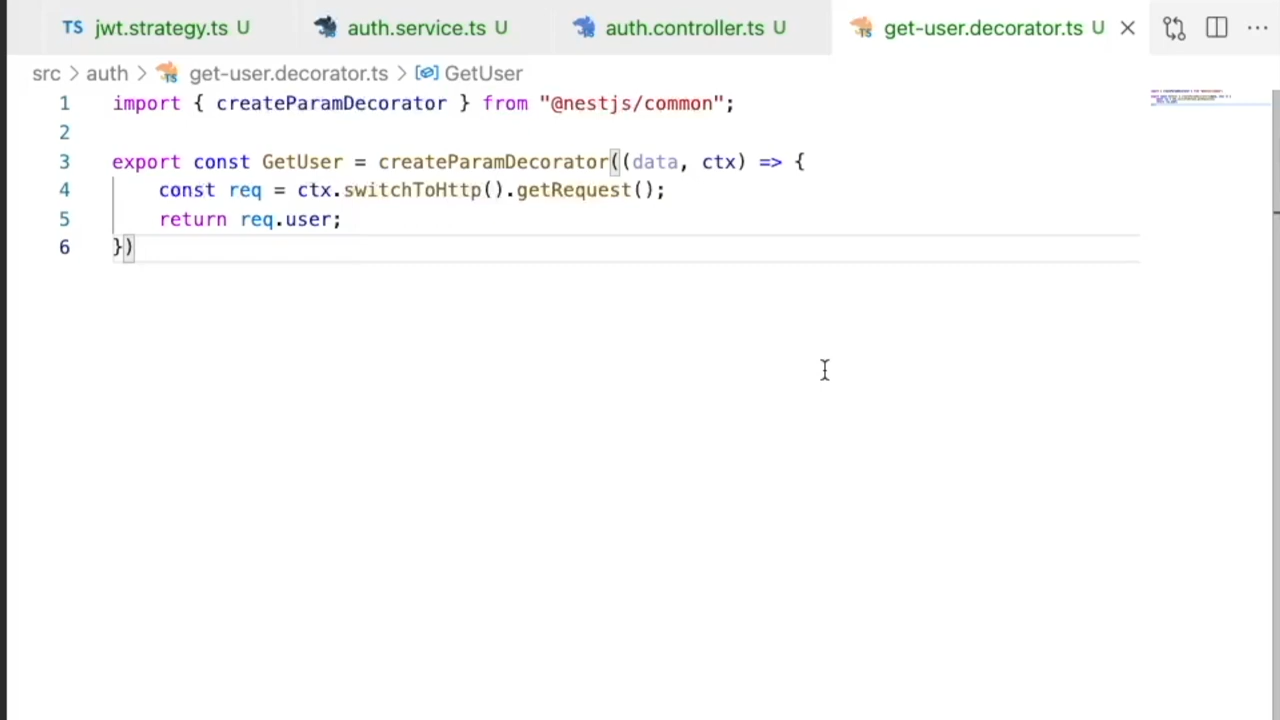 TS jwt.strategy.ts U auth.service.ts U auth.controller.ts U TS get-user.decorator.ts U
src > auth > TS get-user.decorator.ts > GetUser
1 import { createParamDecorator } from "@nestjs/common";
2
3 export const GetUser = createParamDecorator((data, ctx) => {
4 const req = ctx.switchToHttp().getRequest();
5 return req.user;
6 })